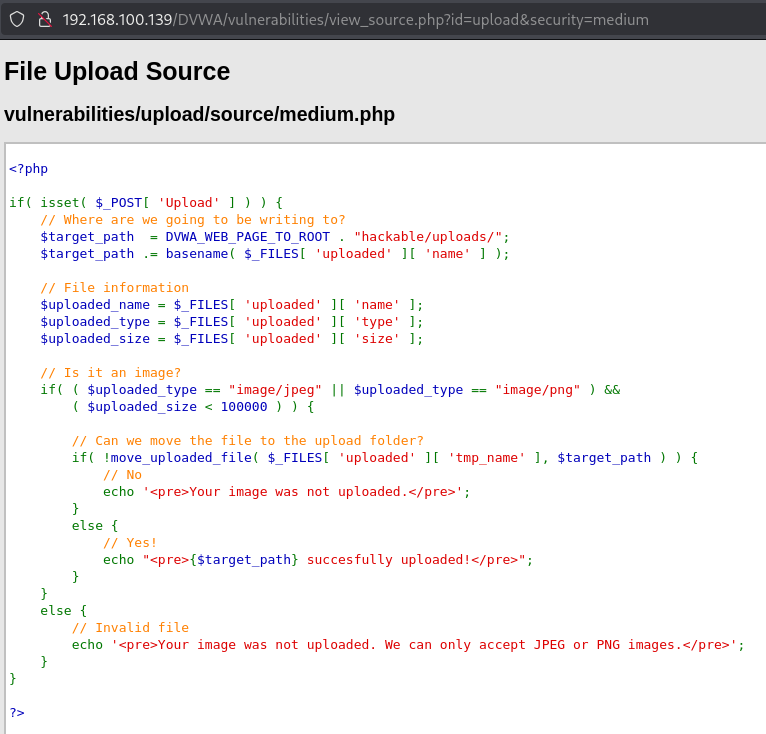 192.168.100.139/DVWA/vulnerabilities/view_source.php?id=upload&security=medium
File Upload Source
vulnerabilities/upload/source/medium.php
<?php
if( isset( $_POST[ 'Upload' ] ) ) {
    // Where are we going to be writing to?
    $target_path  = DVWA_WEB_PAGE_TO_ROOT . "hackable/uploads/";
    $target_path .= basename( $_FILES[ 'uploaded' ][ 'name' ] );
    // File information
    $uploaded_name = $_FILES[ 'uploaded' ][ 'name' ];
    $uploaded_type = $_FILES[ 'uploaded' ][ 'type' ];
    $uploaded_size = $_FILES[ 'uploaded' ][ 'size' ];
    // Is it an image?
    if( ( $uploaded_type == "image/jpeg" || $uploaded_type == "image/png" ) &&
        ( $uploaded_size < 100000 ) ) {
        // Can we move the file to the upload folder?
        if( !move_uploaded_file( $_FILES[ 'uploaded' ][ 'tmp_name' ], $target_path ) ) {
            // No
            echo '<pre>Your image was not uploaded.</pre>';
        }
        else {
            // Yes!
            echo "<pre>{$target_path} succesfully uploaded!</pre>";
        }
    }
    else {
        // Invalid file
        echo '<pre>Your image was not uploaded. We can only accept JPEG or PNG images.</pre>';
    }
}
?>